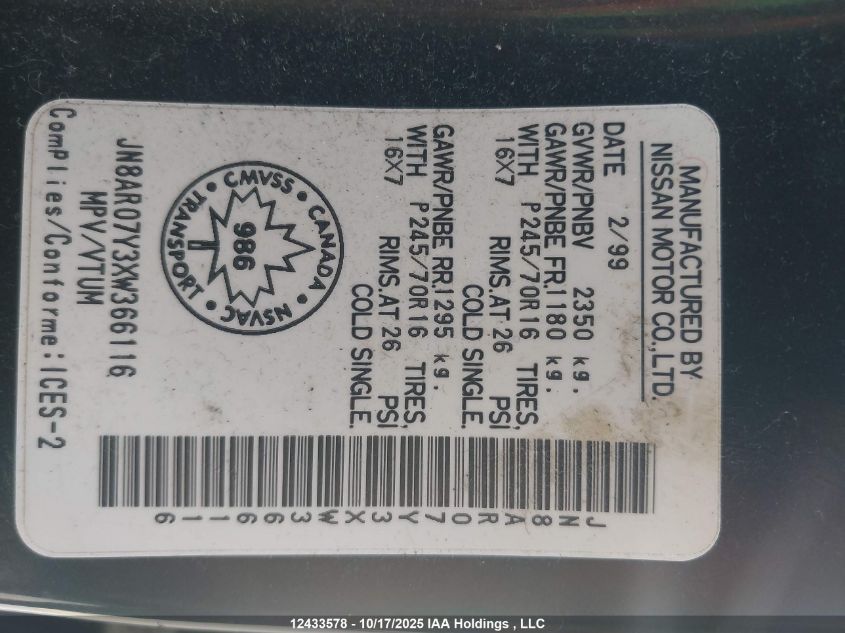 MANUFACTURED BY
NISSAN MOTOR CO.,LTD.
DATE 2/99
GVWR/PNBV 2350 kg.
GAWR/PNBE FR.1180 kg.
WITH P245/70R16 TIRES,
16X7 RIMS.AT 26 PSI
COLD SINGLE.
GAWR/PNBE RR.1295 kg.
WITH P245/70R16 TIRES,
16X7 RIMS.AT 26 PSI
COLD SINGLE.
CMVSS • CANADA • NSVAC • TRANSPORT •
986
JN8AR07Y3XW366116
MPV/VTUM
ComPlies/Conforme:ICES-2
JN8AR07Y3XW366116
12433578 - 10/17/2025 IAA Holdings , LLC